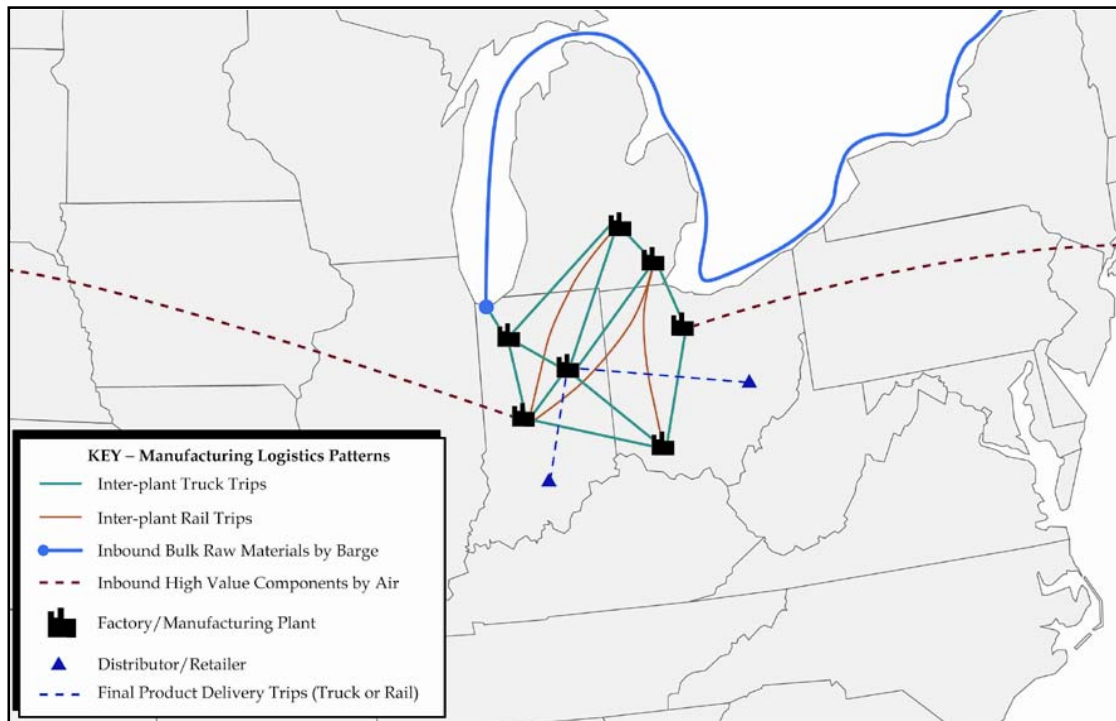 KEY – Manufacturing Logistics Patterns
Inter-plant Truck Trips
Inter-plant Rail Trips
Inbound Bulk Raw Materials by Barge
Inbound High Value Components by Air
Factory/Manufacturing Plant
Distributor/Retailer
Final Product Delivery Trips (Truck or Rail)